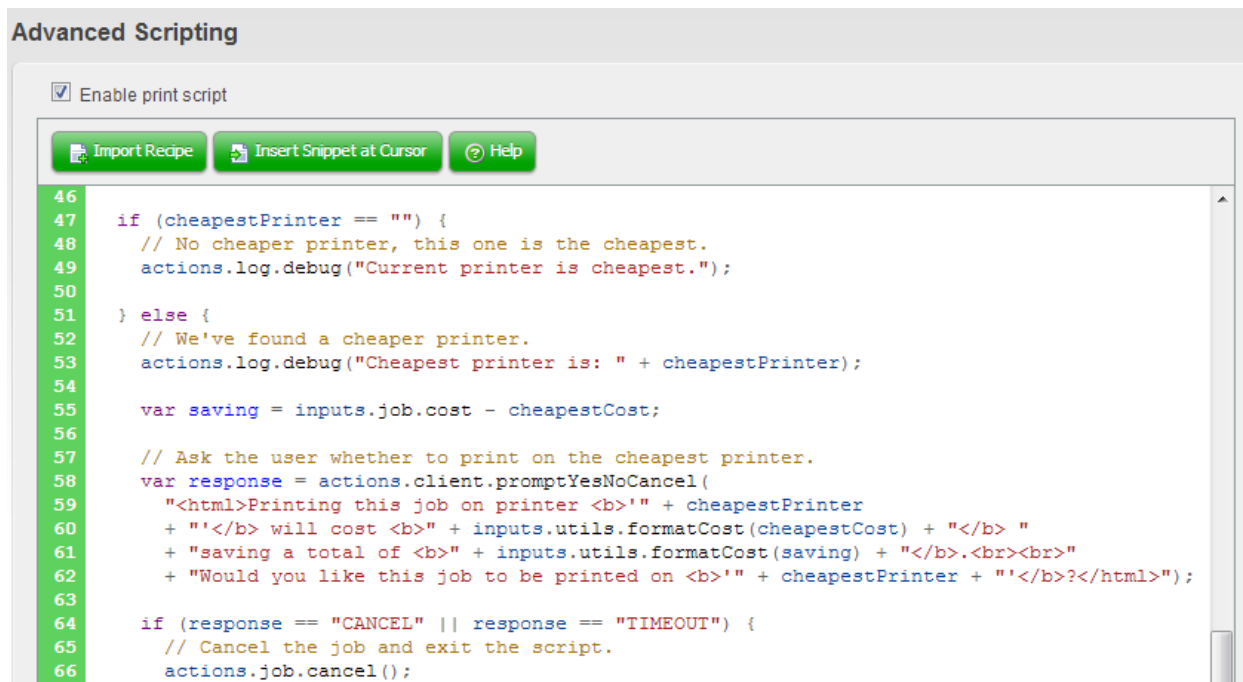 Advanced Scripting
Enable print script
Import Recipe Insert Snippet at Cursor Help
46
47 if (cheapestPrinter == "") {
48 // No cheaper printer, this one is the cheapest.
49 actions.log.debug("Current printer is cheapest.");
50
51 } else {
52 // We've found a cheaper printer.
53 actions.log.debug("Cheapest printer is: " + cheapestPrinter);
54
55 var saving = inputs.job.cost - cheapestCost;
56
57 // Ask the user whether to print on the cheapest printer.
58 var response = actions.client.promptYesNoCancel(
59 "<html>Printing this job on printer <b>'" + cheapestPrinter
60 + "'</b> will cost <b>" + inputs.utils.formatCost(cheapestCost) + "</b> "
61 + "saving a total of <b>" + inputs.utils.formatCost(saving) + "</b>.<br><br>"
62 + "Would you like this job to be printed on <b>'" + cheapestPrinter + "'</b>?</html>");
63
64 if (response == "CANCEL" || response == "TIMEOUT") {
65 // Cancel the job and exit the script.
66 actions.job.cancel();